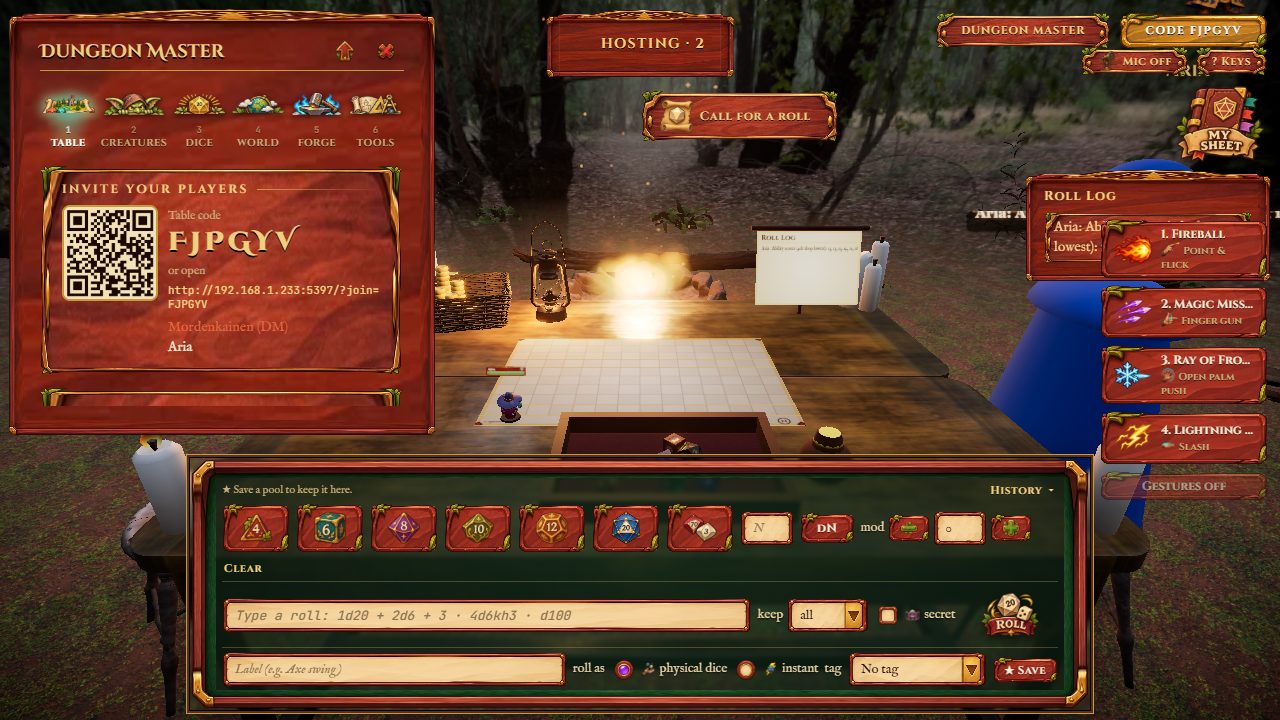 DUNGEON MASTER
1 TABLE
2 CREATURES
3 DICE
4 WORLD
5 FORGE
6 TOOLS
INVITE YOUR PLAYERS
Table code
FJPGYV
or open
http://192.168.1.233:5397/?join=
FJPGYV
Mordenkainen (DM)
Aria
HOSTING · 2
CALL FOR A ROLL
DUNGEON MASTER
CODE FJPGYV
MIC OFF
? KEYS
MY
SHEET
ROLL LOG
Aria: A
ROLL LOG
Aria: Ab
lowest):
1. FIREBALL
POINT &
FLICK
2. MAGIC MISS...
FINGER GUN
3. RAY OF FRO...
OPEN PALM
PUSH
4. LIGHTNING ...
SLASH
GESTURES OFF
★ Save a pool to keep it here.
HISTORY
4
6
8
10
12
20
N
DN
mod
0
CLEAR
Type a roll: 1d20 + 2d6 + 3 · 4d6kh3 · d100
keep
all
secret
20
ROLL
Label (e.g. Axe swing)
roll as
physical dice
instant
tag
No tag
★ SAVE